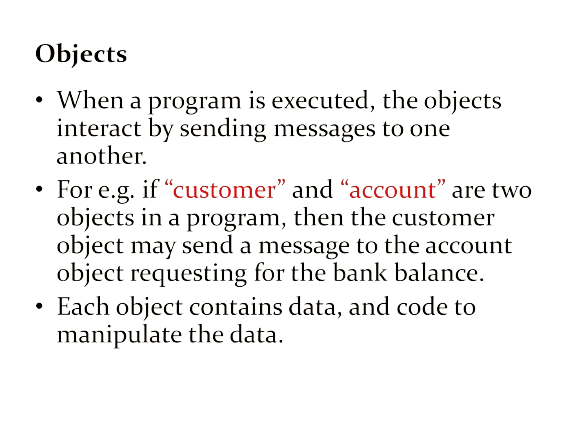 Objects
• When a program is executed, the objects
interact by sending messages to one
another.
• For e.g. if “customer” and “account” are two
objects in a program, then the customer
object may send a message to the account
object requesting for the bank balance.
• Each object contains data, and code to
manipulate the data.